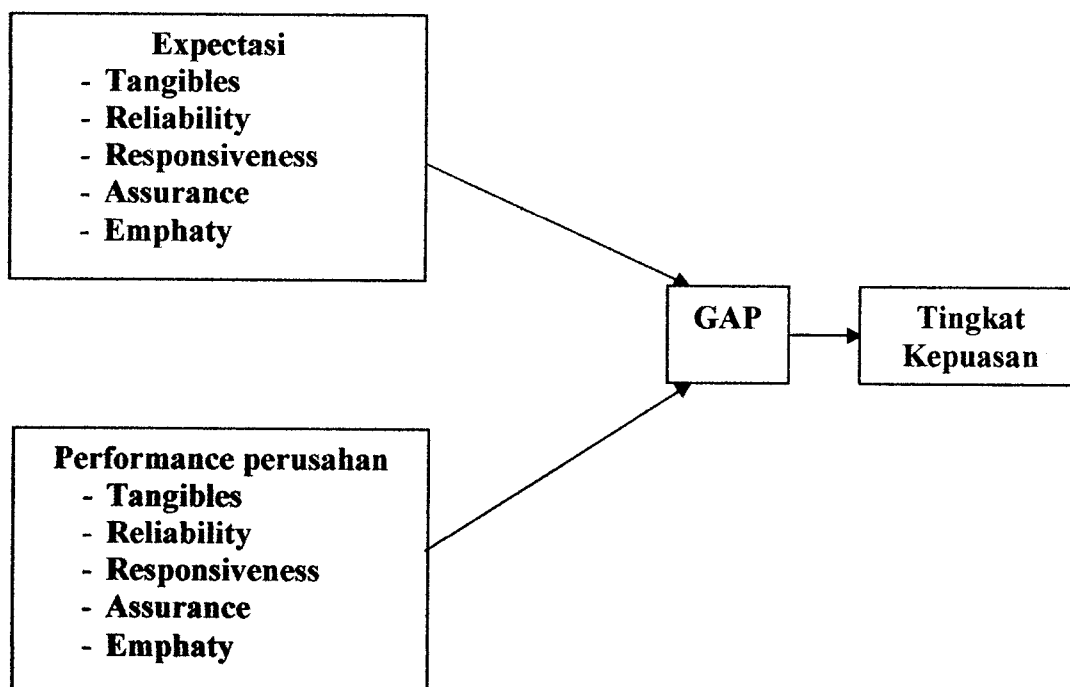 Expectasi
- Tangibles
- Reliability
- Responsiveness
- Assurance
- Emphaty
GAP
Tingkat
Kepuasan
Performance perusahan
- Tangibles
- Reliability
- Responsiveness
- Assurance
- Emphaty